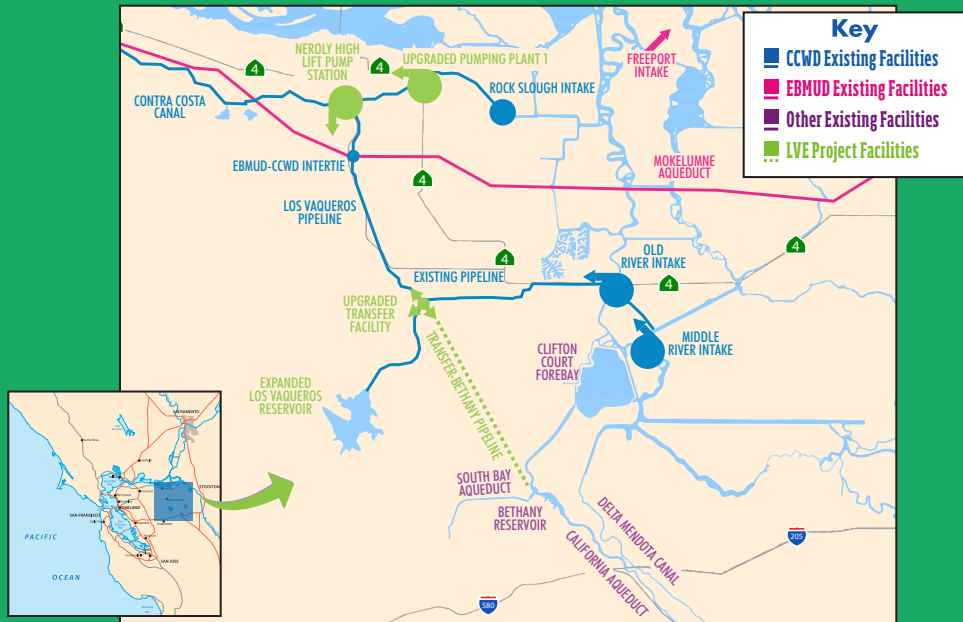 Key
CCWD Existing Facilities
EBMUD Existing Facilities
Other Existing Facilities
LVE Project Facilities
NEROLY HIGH
LIFT PUMP
STATION
4
4
UPGRADED PUMPING PLANT 1
FREEPORT
INTAKE
CONTRA COSTA
CANAL
ROCK SLOUGH INTAKE
EBMUD-CCWD INTERTIE
MOKELUMNE
AQUEDUCT
4
LOS VAQUEROS
PIPELINE
4
4
OLD
RIVER INTAKE
EXISTING PIPELINE
4
UPGRADED
TRANSFER
FACILITY
TRANSFER-BETHANY PIPELINE
MIDDLE
RIVER INTAKE
CLIFTON
COURT
FOREBAY
EXPANDED
LOS VAQUEROS
RESERVOIR
SOUTH BAY
AQUEDUCT
BETHANY
RESERVOIR
DELTA MENDOTA CANAL
CALIFORNIA AQUEDUCT
205
580
SACRAMENTO
STOCKTON
SAN FRANCISCO
OAKLAND
SAN JOSE
PACIFIC
OCEAN